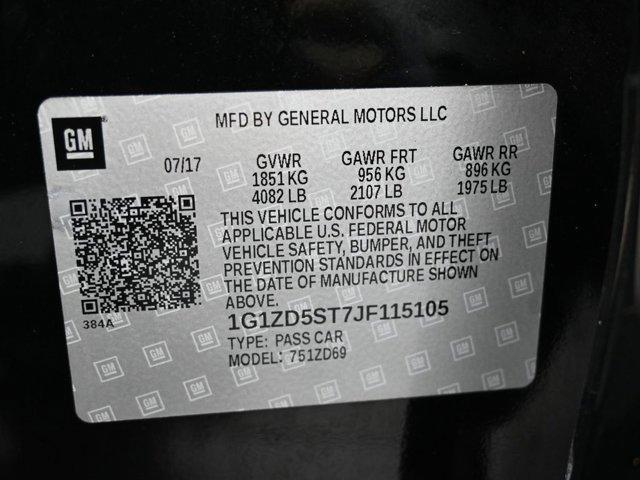 GM
MFD BY GENERAL MOTORS LLC
07/17 GVWR GAWR FRT GAWR RR
1851 KG 956 KG 896 KG
4082 LB 2107 LB 1975 LB
THIS VEHICLE CONFORMS TO ALL
APPLICABLE U.S. FEDERAL MOTOR
VEHICLE SAFETY, BUMPER, AND THEFT
PREVENTION STANDARDS IN EFFECT ON
THE DATE OF MANUFACTURE SHOWN
ABOVE.
384A
1G1ZD5ST7JF115105
TYPE: PASS CAR
MODEL: 751ZD69